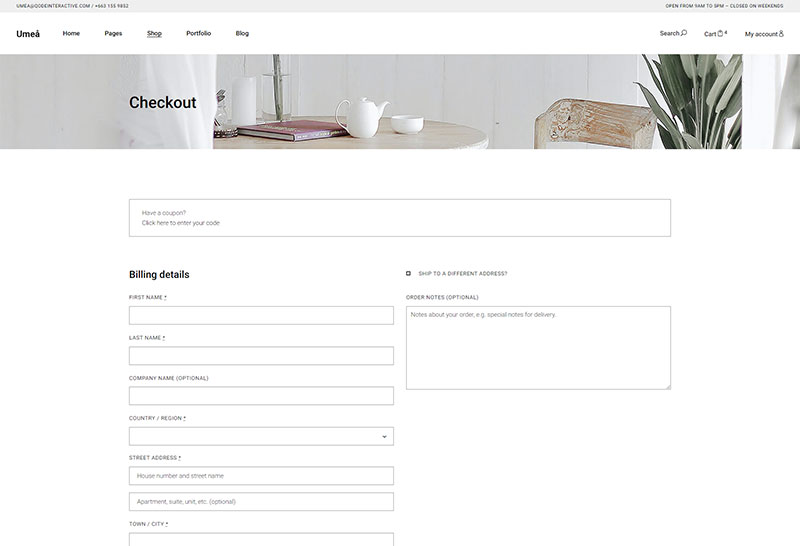 UMEA@QODEINTERACTIVE.COM / +663 155 9832
OPEN FROM 9AM TO 5PM – CLOSED ON WEEKENDS
Umeå
Home
Pages
Shop
Portfolio
Blog
Search
Cart 4
My account
Checkout
Have a coupon?
Click here to enter your code
Billing details
SHIP TO A DIFFERENT ADDRESS?
FIRST NAME *
ORDER NOTES (OPTIONAL)
Notes about your order, e.g. special notes for delivery.
LAST NAME *
COMPANY NAME (OPTIONAL)
COUNTRY / REGION *
STREET ADDRESS *
House number and street name
Apartment, suite, unit, etc. (optional)
TOWN / CITY *